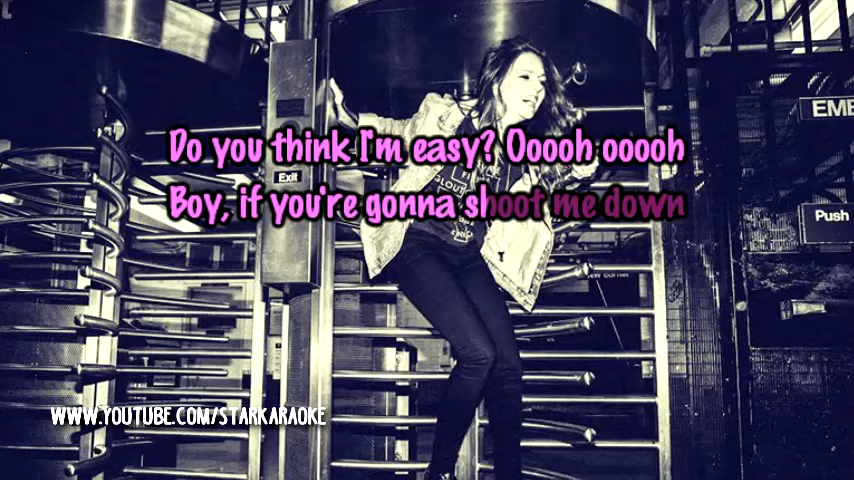 EME
Do you think I'm easy? Ooooh ooooh
Exit
Boy, if you're gonna shoot me down
Push
WWW.YOUTUBE.COM/STARKARAOKE